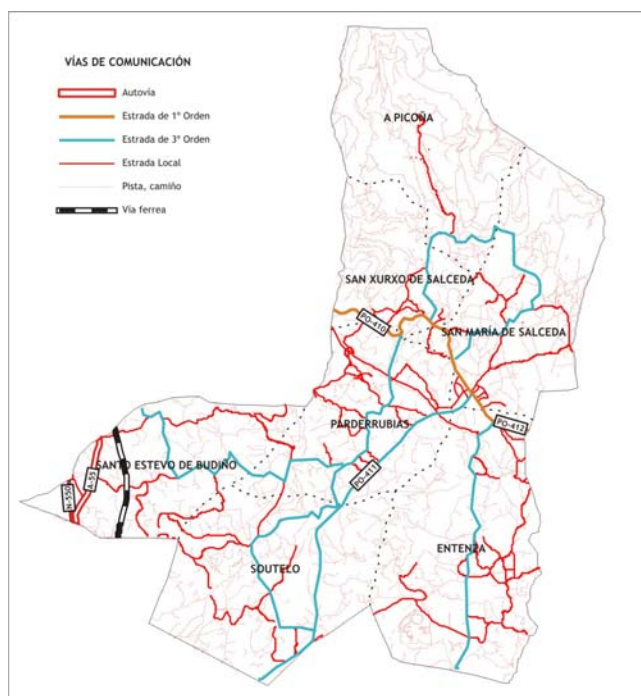 VÍAS DE COMUNICACIÓN
Autovía
Estrada de 1º Orden
Estrada de 3º Orden
Estrada Local
Pista, camiño
Vía ferrea
A PICOÑA
SAN XURXO DE SALCEDA
PO-410
SAN MARÍA DE SALCEDA
PARDERRUBIAS
PO-412
SANTO ESTEVO DE BUDIÑO
PO-411
A-55
N-550
ENTENZA
SOUTELO